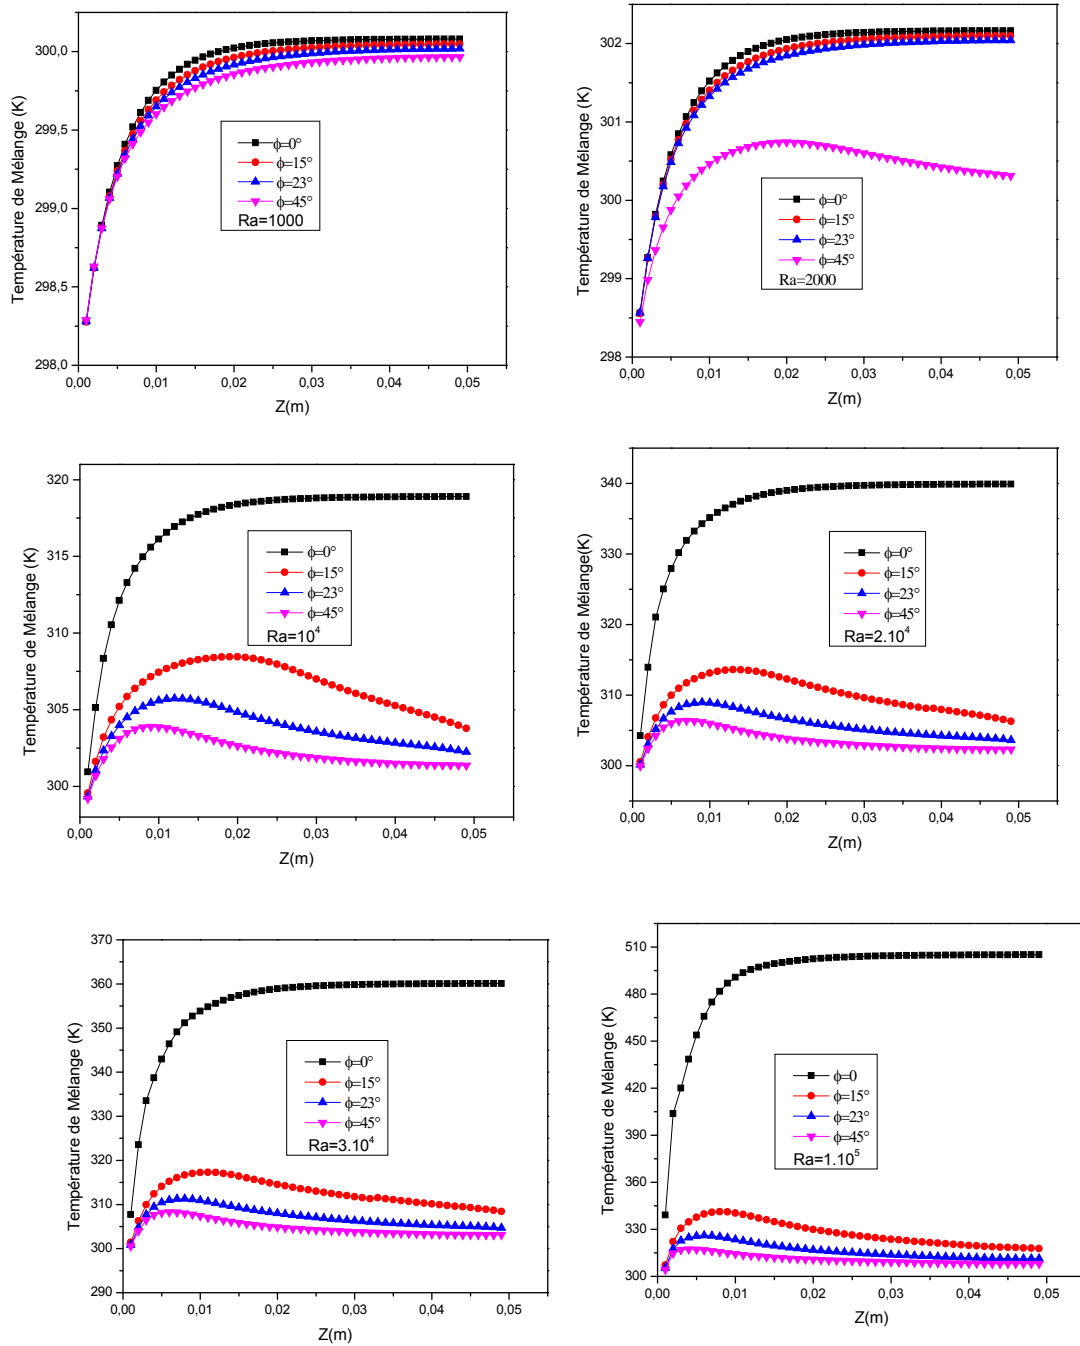 Température de Mélange (K)
300,0
299,5
299,0
298,5
298,0
0,00 0,01 0,02 0,03 0,04 0,05
Z(m)
ϕ=0°
ϕ=15°
ϕ=23°
ϕ=45°
Ra=1000
Température de Mélange (K)
302
300
299
298
0,00 0,01 0,02 0,03 0,04 0,05
Z(m)
301
ϕ=0°
ϕ=15°
ϕ=23°
ϕ=45°
Ra=2000
Température de Mélange (K)
320
315
310
305
300
0,00 0,01 0,02 0,03 0,04 0,05
Z(m)
ϕ=0°
ϕ=15°
ϕ=23°
ϕ=45°
Ra=10⁴
Température de Mélange(K)
340
330
320
310
300
0,00 0,01 0,02 0,03 0,04 0,05
Z(m)
ϕ=0°
ϕ=15°
ϕ=23°
ϕ=45°
Ra=2.10⁴
Température de Mélange (K)
370
360
350
340
330
320
310
300
290
0,00 0,01 0,02 0,03 0,04 0,05
Z(m)
ϕ=0°
ϕ=15°
ϕ=23°
ϕ=45°
Ra=3.10⁴
Température de Mélange (K)
510
480
450
420
390
360
330
300
0,00 0,01 0,02 0,03 0,04 0,05
Z(m)
ϕ=0
ϕ=15°
ϕ=23°
ϕ=45°
Ra=1.10⁵